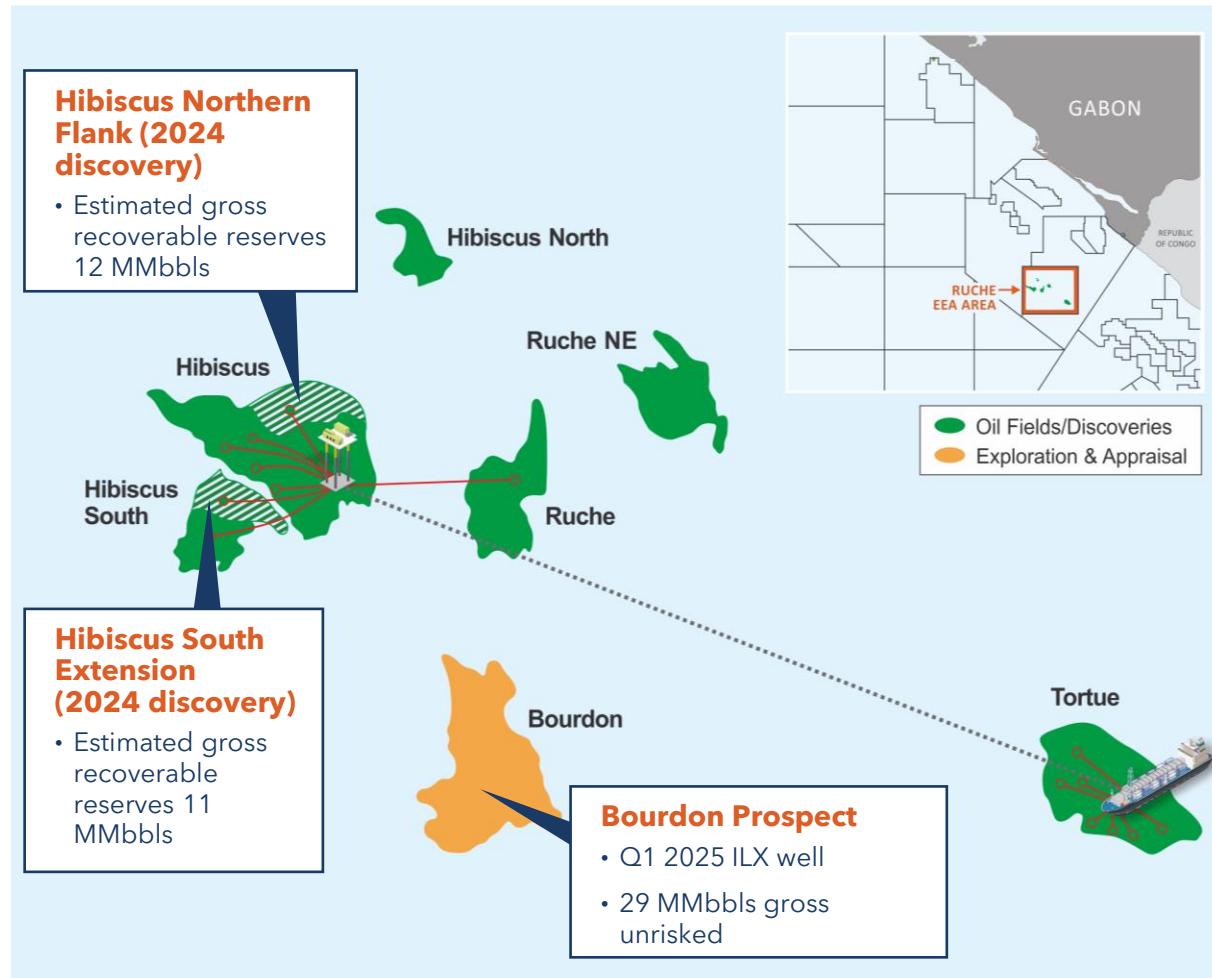 Hibiscus Northern
Flank (2024
discovery)
• Estimated gross
recoverable reserves
12 MMbbls
GABON
REPUBLIC
OF CONGO
RUCHE
EEA AREA
Hibiscus North
Ruche NE
Hibiscus
Oil Fields/Discoveries
Exploration & Appraisal
Hibiscus
South
Ruche
Hibiscus South
Extension
(2024 discovery)
• Estimated gross
recoverable
reserves 11
MMbbls
Bourdon
Tortue
Bourdon Prospect
• Q1 2025 ILX well
• 29 MMbbls gross
unrisked